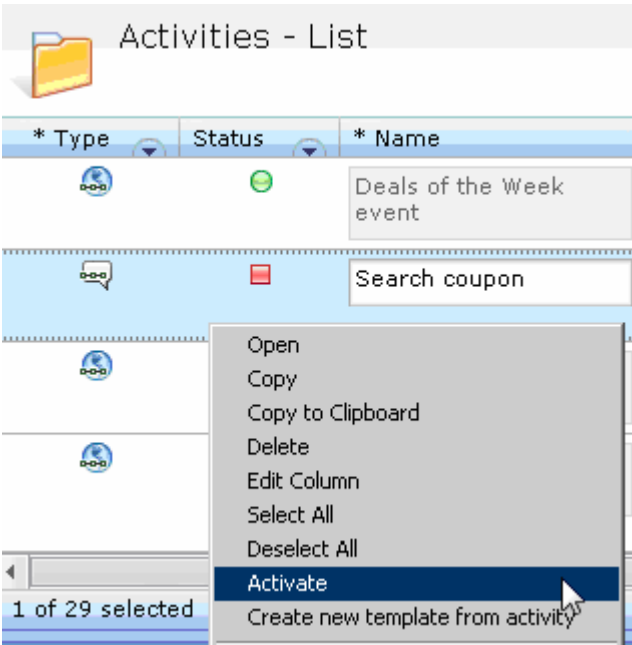 Activities - List
* Type
Status
* Name
Deals of the Week
event
Search coupon
Open
Copy
Copy to Clipboard
Delete
Edit Column
Select All
Deselect All
Activate
Create new template from activity
1 of 29 selected